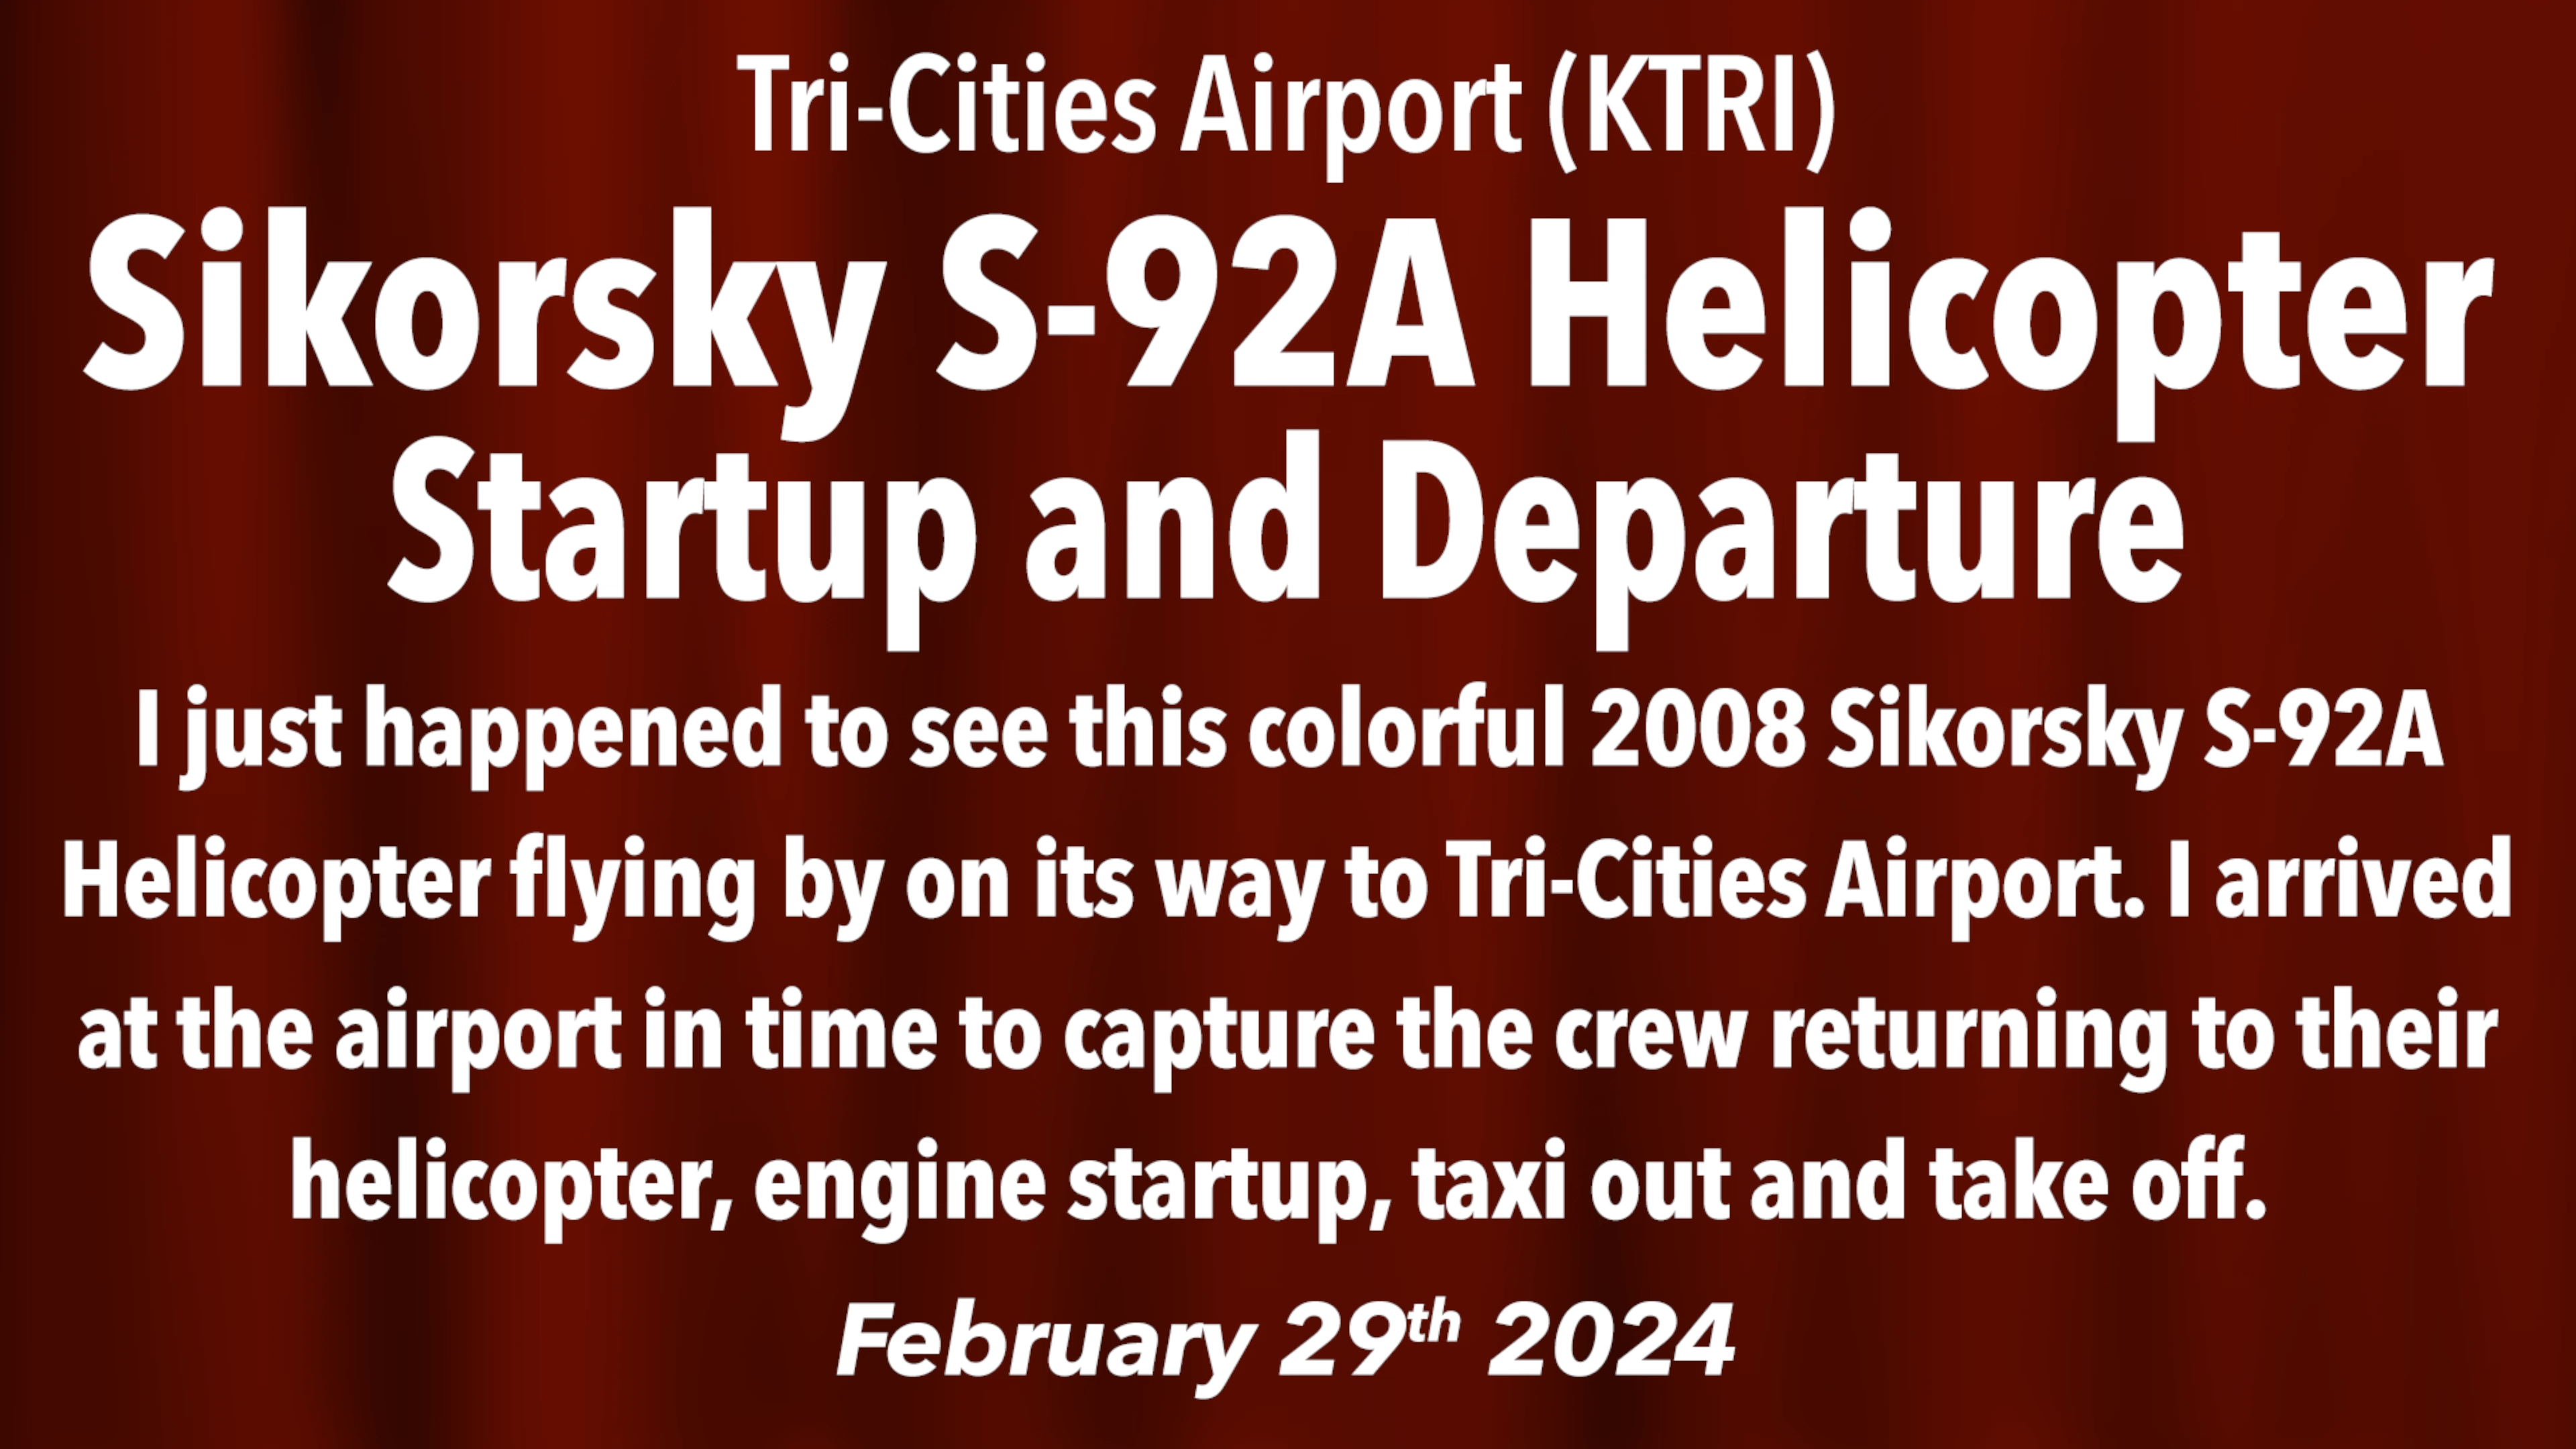 Tri-Cities Airport (KTRI)
Sikorsky S-92A Helicopter
Startup and Departure
I just happened to see this colorful 2008 Sikorsky S-92A
Helicopter flying by on its way to Tri-Cities Airport. I arrived
at the airport in time to capture the crew returning to their
helicopter, engine startup, taxi out and take off.
February 29th 2024